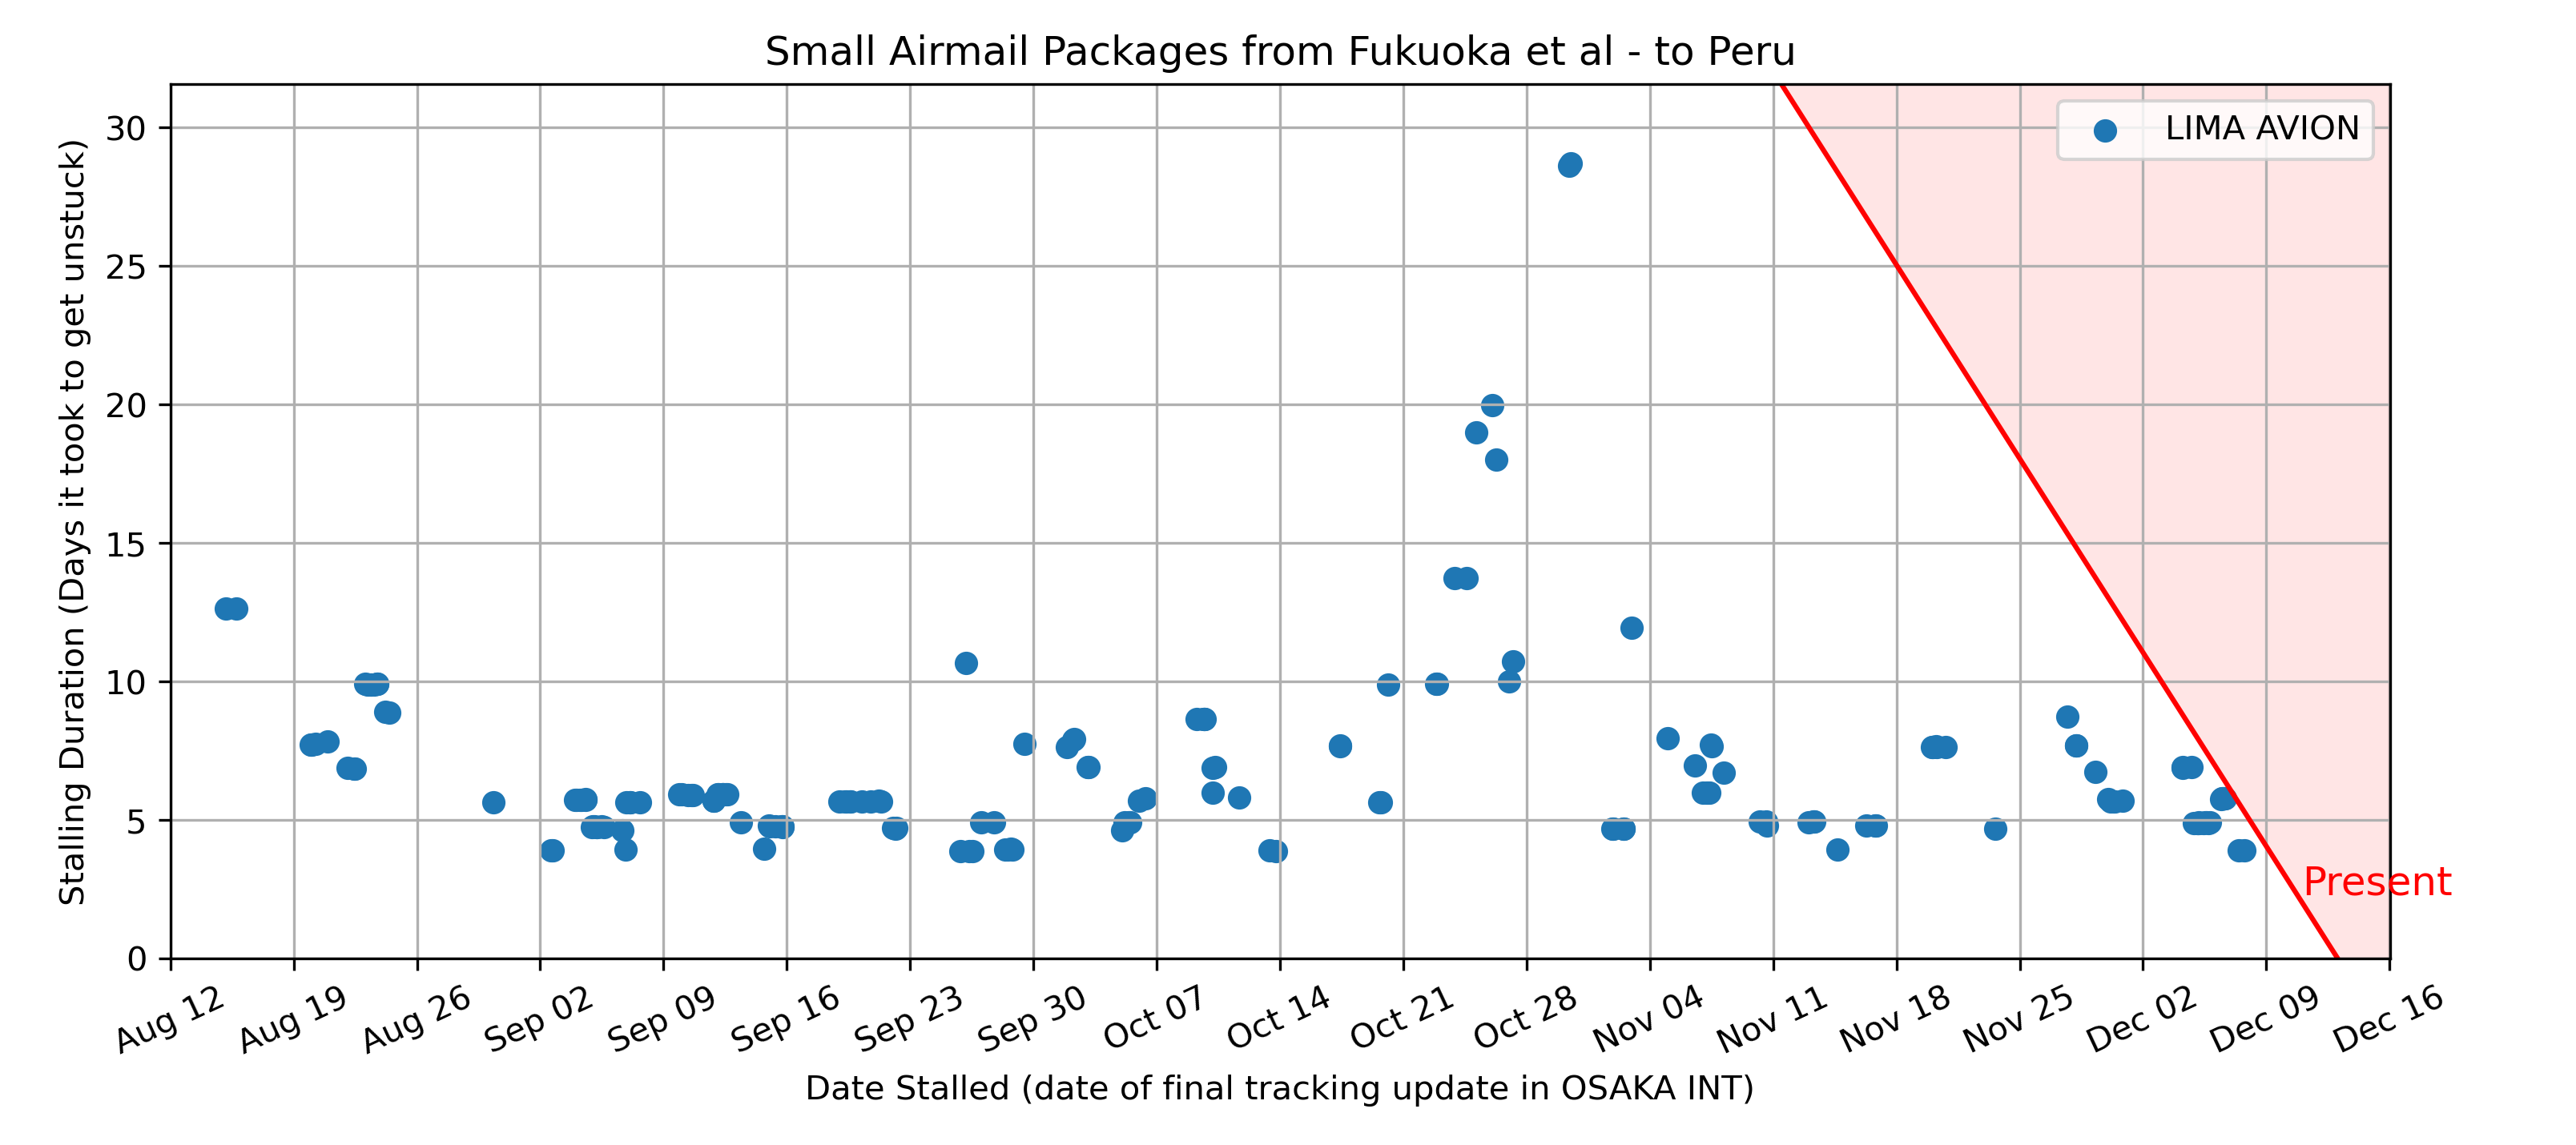 Small Airmail Packages from Fukuoka et al - to Peru
LIMA AVION
Stalling Duration (Days it took to get unstuck)
30
25
20
15
10
5
0
Present
Aug 12 Aug 19 Aug 26 Sep 02 Sep 09 Sep 16 Sep 23 Sep 30 Oct 07 Oct 14 Oct 21 Oct 28 Nov 04 Nov 11 Nov 18 Nov 25 Dec 02 Dec 09 Dec 16
Date Stalled (date of final tracking update in OSAKA INT)